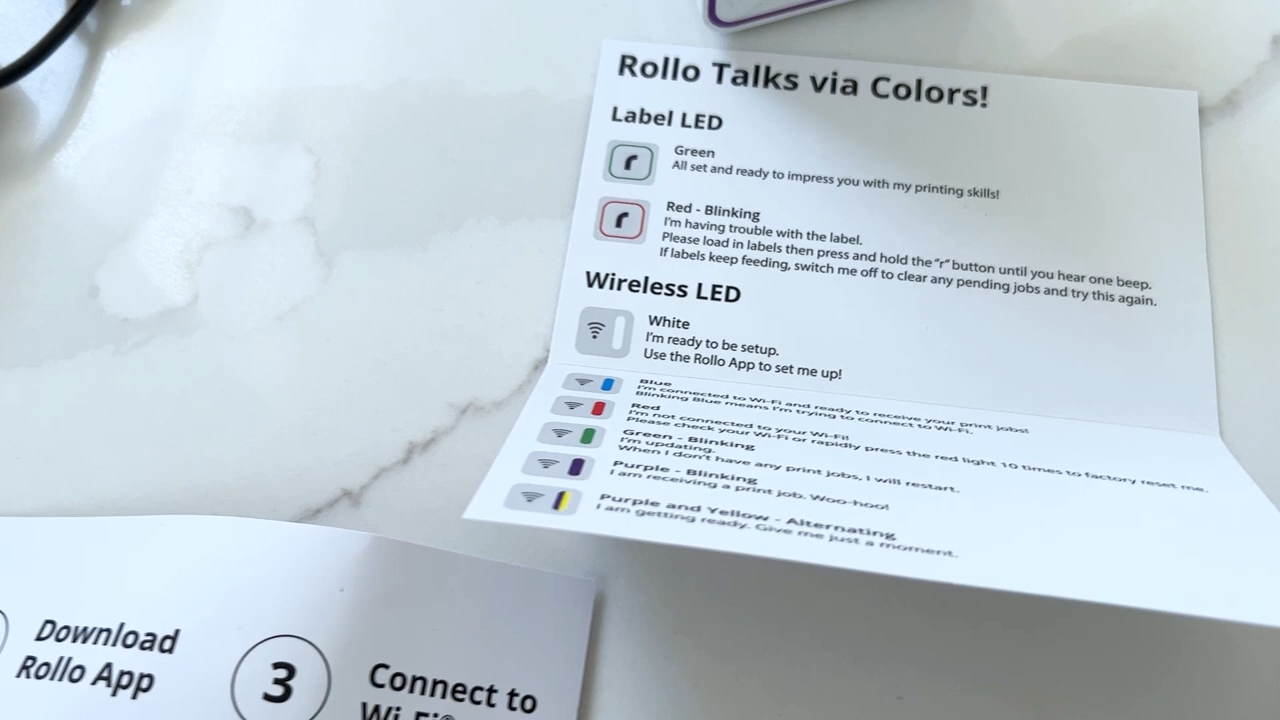 Rollo Talks via Colors!
Label LED
r
Green
All set and ready to impress you with my printing skills!
r
Red - Blinking
I'm having trouble with the label.
Please load in labels then press and hold the "r" button until you hear one beep.
If labels keep feeding, switch me off to clear any pending jobs and try this again.
Wireless LED
White
I'm ready to be setup.
Use the Rollo App to set me up!
Blue
I'm connected to Wi-Fi and ready to receive your print jobs!
Blinking Blue means I'm trying to connect to Wi-Fi.
Red
I'm not connected to your Wi-Fi!
Please check your Wi-Fi or rapidly press the red light 10 times to factory reset me.
Green - Blinking
I'm updating.
When I don't have any print jobs, I will restart.
Purple - Blinking
I am receiving a print job. Woo-hoo!
Purple and Yellow - Alternating
I am getting ready. Give me just a moment.
Download
Rollo App
3
Connect to
Wi-Fi®